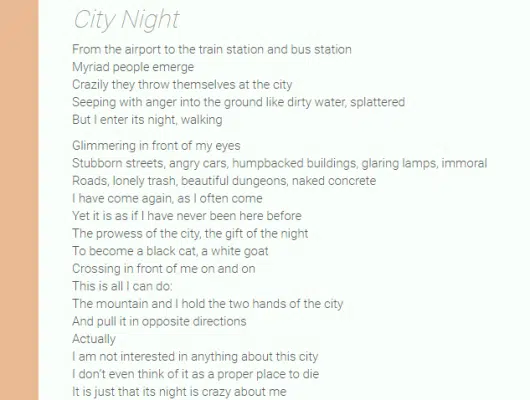 City Night
From the airport to the train station and bus station
Myriad people emerge
Crazily they throw themselves at the city
Seeping with anger into the ground like dirty water, splattered
But I enter its night, walking
Glimmering in front of my eyes
Stubborn streets, angry cars, humpbacked buildings, glaring lamps, immoral
Roads, lonely trash, beautiful dungeons, naked concrete
I have come again, as I often come
Yet it is as if I have never been here before
The prowess of the city, the gift of the night
To become a black cat, a white goat
Crossing in front of me on and on
This is all I can do:
The mountain and I hold the two hands of the city
And pull it in opposite directions
Actually
I am not interested in anything about this city
I don't even think of it as a proper place to die
It is just that its night is crazy about me